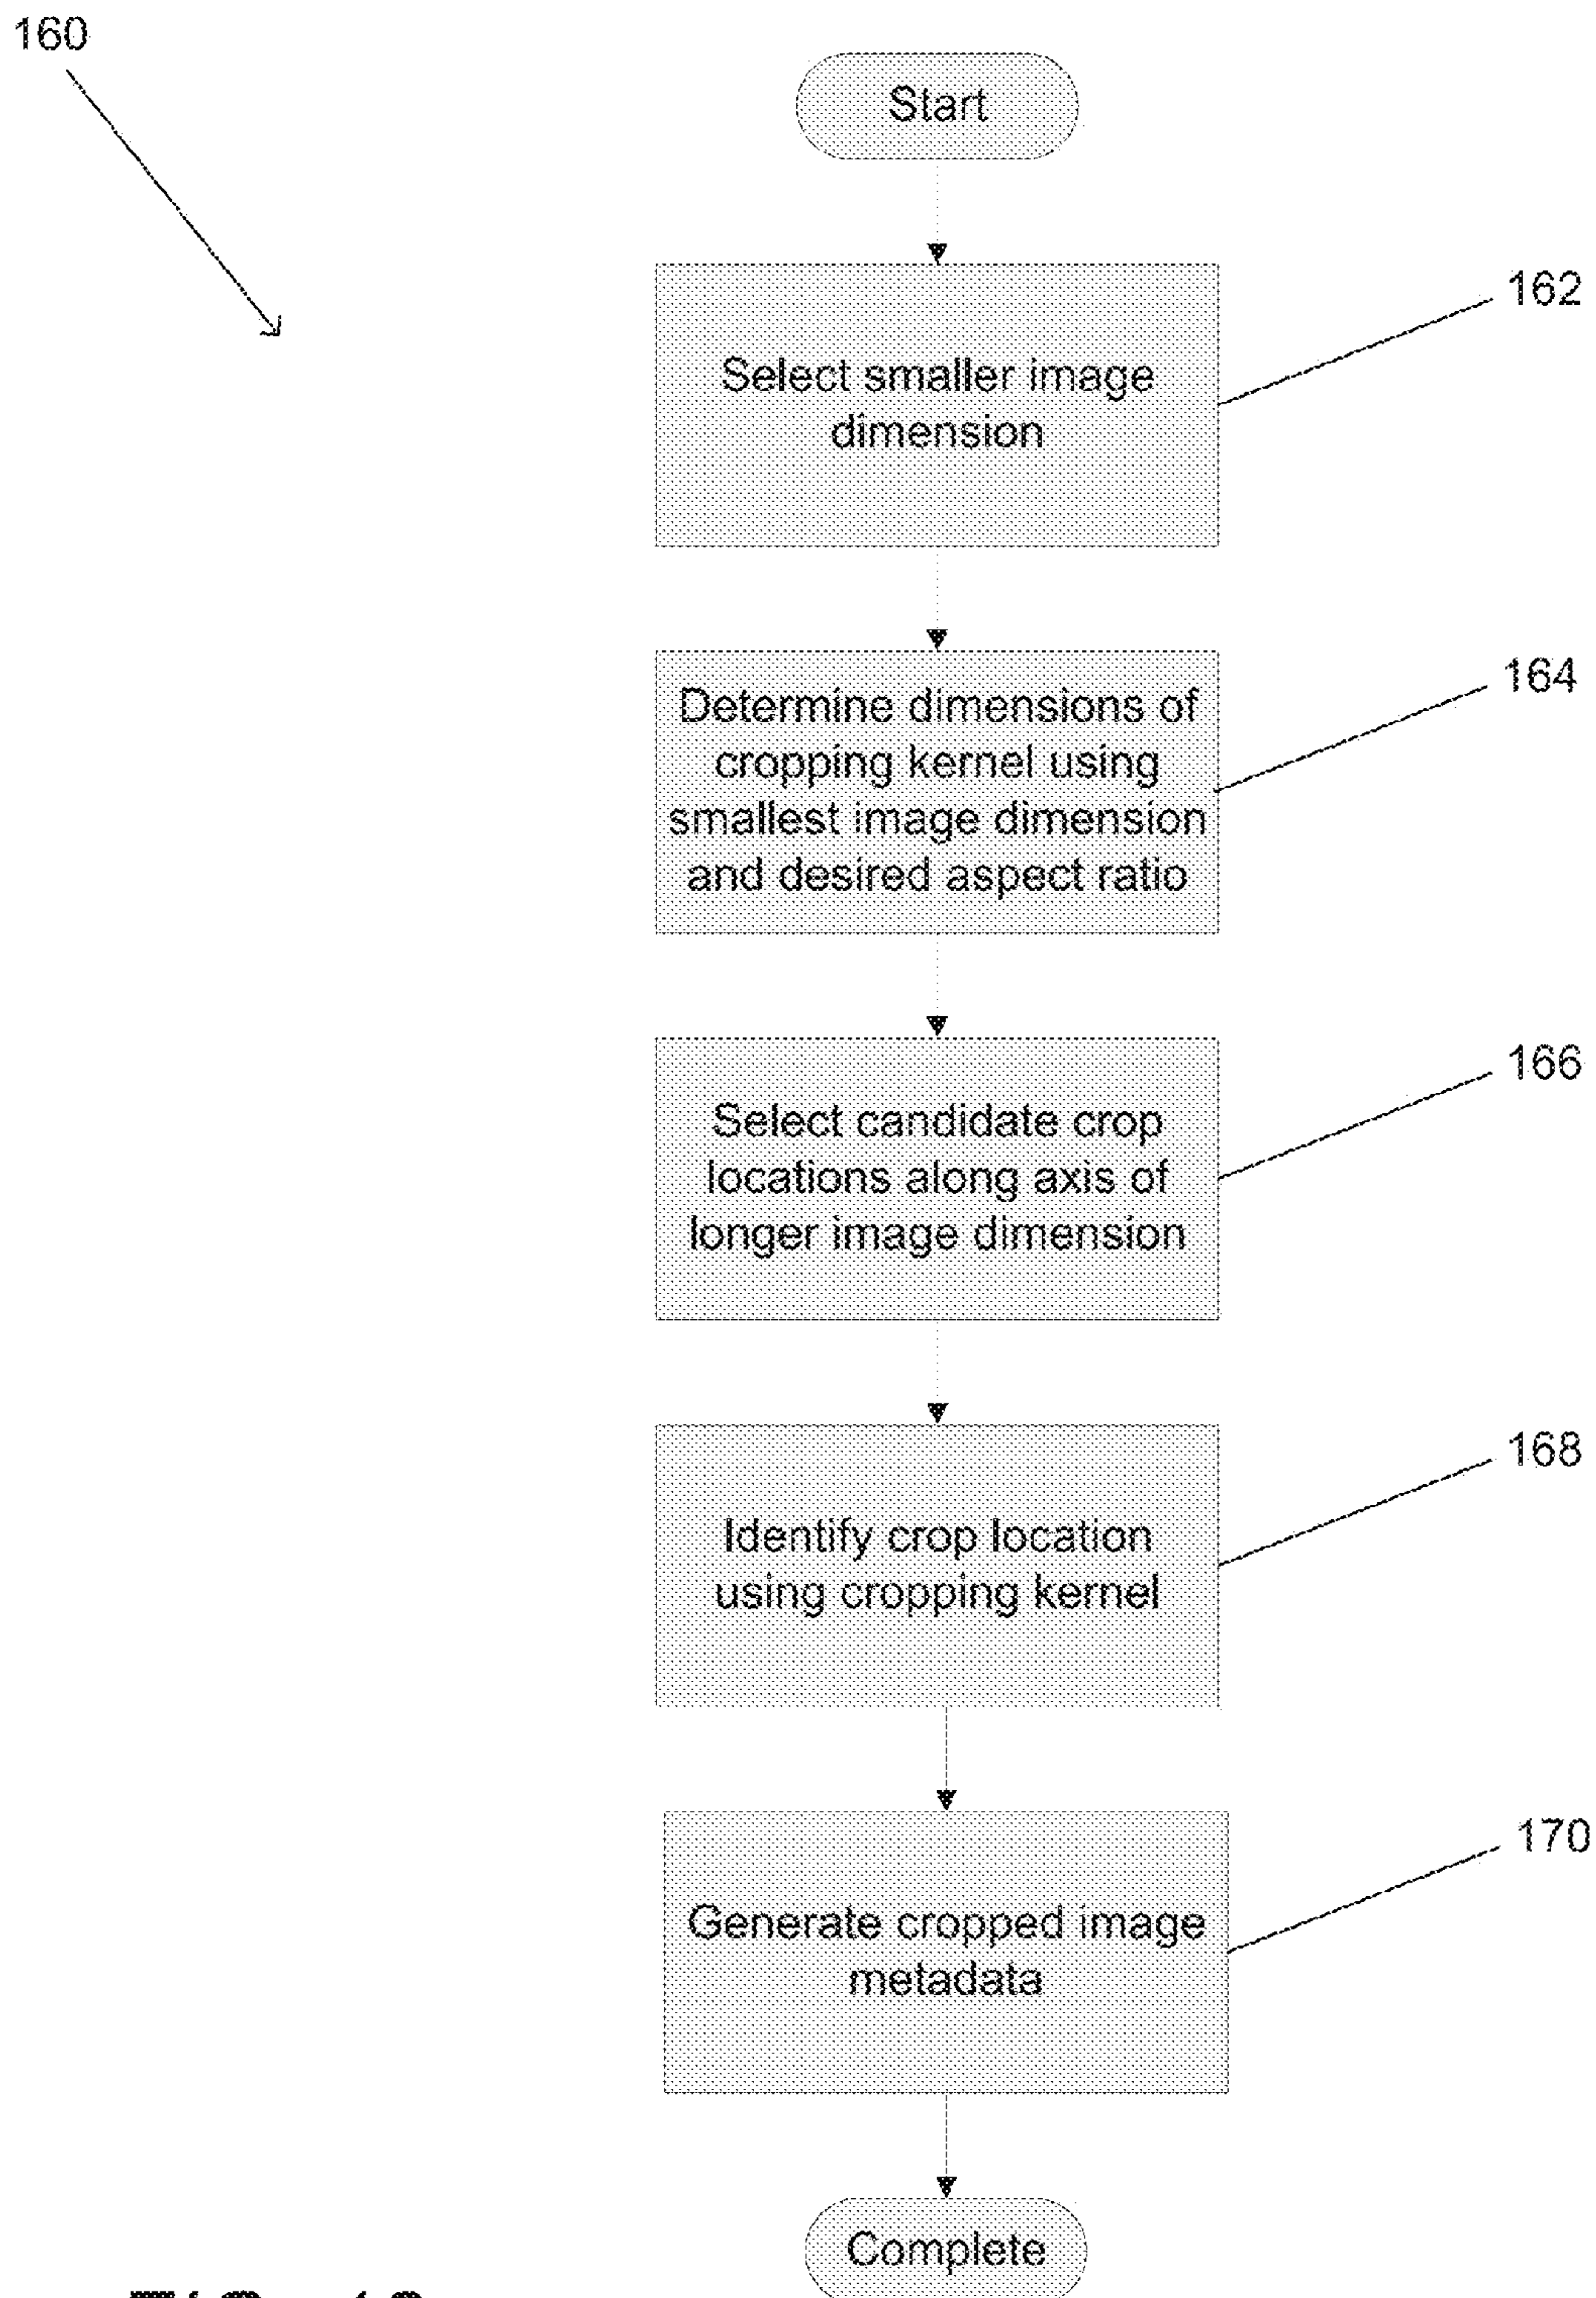 160
Start
162
Select smaller image
dimension
164
Determine dimensions of
cropping kernel using
smallest image dimension
and desired aspect ratio
166
Select candidate crop
locations along axis of
longer image dimension
168
Identify crop location
using cropping kernel
170
Generate cropped image
metadata
Complete